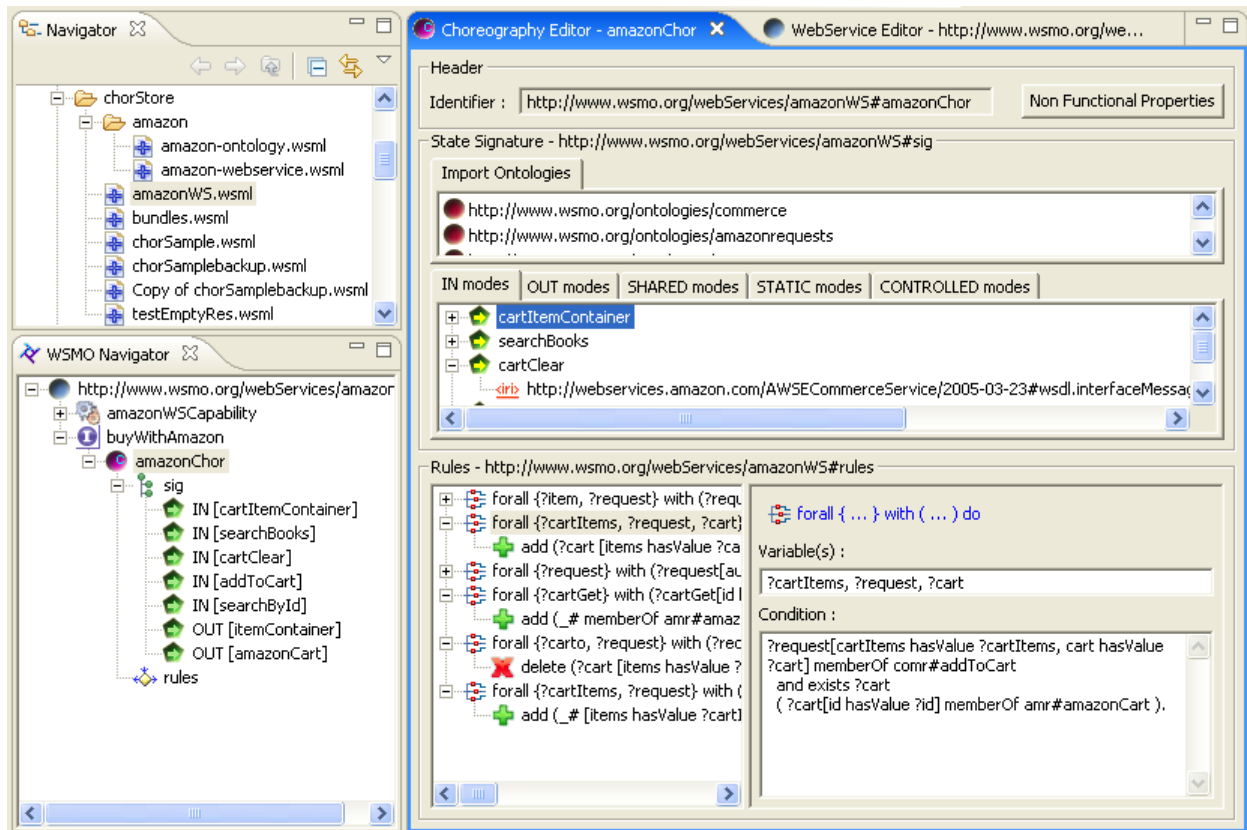 Navigator
chorStore
amazon
amazon-ontology.wsml
amazon-webservice.wsml
amazonWS.wsml
bundles.wsml
chorSample.wsml
chorSamplebackup.wsml
Copy of chorSamplebackup.wsml
testEmptyRes.wsml
WSMO Navigator
http://www.wsmo.org/webServices/amazor
amazonWSCapability
buyWithAmazon
amazonChor
sig
IN [cartItemContainer]
IN [searchBooks]
IN [cartClear]
IN [addToCart]
IN [searchById]
OUT [itemContainer]
OUT [amazonCart]
rules
Choreography Editor - amazonChor
WebService Editor - http://www.wsmo.org/we...
Header
Identifier : http://www.wsmo.org/webServices/amazonWS#amazonChor
Non Functional Properties
State Signature - http://www.wsmo.org/webServices/amazonWS#sig
Import Ontologies
http://www.wsmo.org/ontologies/commerce
http://www.wsmo.org/ontologies/amazonrequests
IN modes OUT modes SHARED modes STATIC modes CONTROLLED modes
cartItemContainer
searchBooks
cartClear
<iri> http://webservices.amazon.com/AWSECommerceService/2005-03-23#wsdl.interfaceMessag
Rules - http://www.wsmo.org/webServices/amazonWS#rules
forall {?item, ?request} with (?requ
forall {?cartItems, ?request, ?cart}
add (?cart [items hasValue ?ca
forall {?request} with (?request[au
forall {?cartGet} with (?cartGet[id l
add (_# memberOf amr#amaz
forall {?carto, ?request} with (?rec
delete (?cart [items hasValue ?
forall {?cartItems, ?request} with (
add (_# [items hasValue ?cartI
forall { ... } with ( ... ) do
Variable(s) :
?cartItems, ?request, ?cart
Condition :
?request[cartItems hasValue ?cartItems, cart hasValue
?cart] memberOf comr#addToCart
and exists ?cart
( ?cart[id hasValue ?id] memberOf amr#amazonCart ).